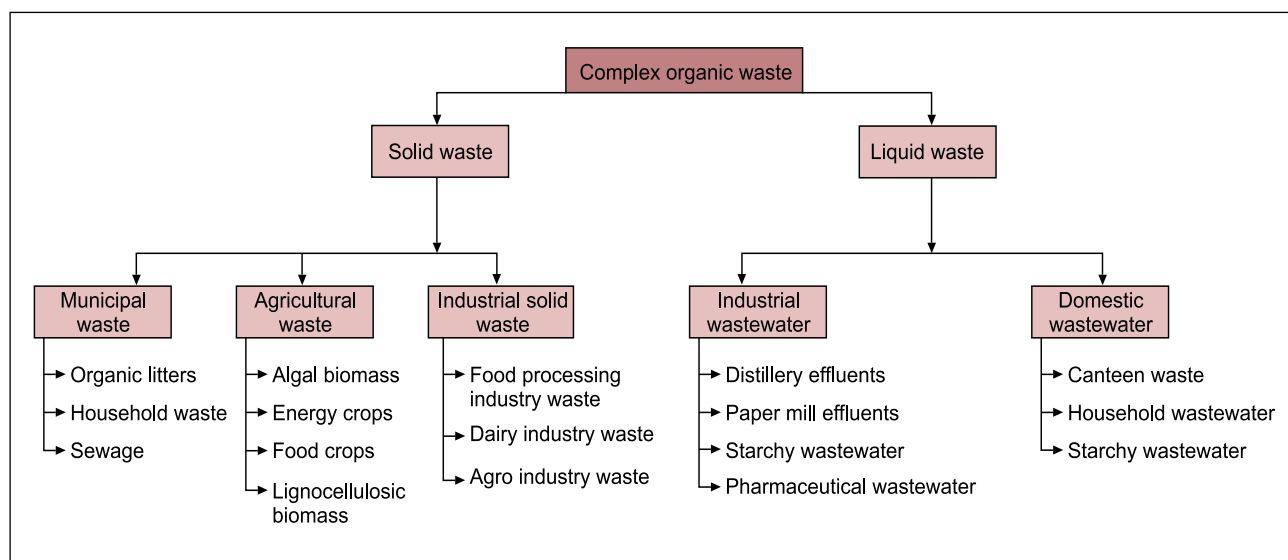 Complex organic waste
Solid waste
Liquid waste
Municipal
waste
Agricultural
waste
Industrial solid
waste
Industrial
wastewater
Domestic
wastewater
Organic litters
Household waste
Sewage
Algal biomass
Energy crops
Food crops
Lignocellulosic
biomass
Food processing
industry waste
Dairy industry waste
Agro industry waste
Distillery effluents
Paper mill effluents
Starchy wastewater
Pharmaceutical wastewater
Canteen waste
Household wastewater
Starchy wastewater